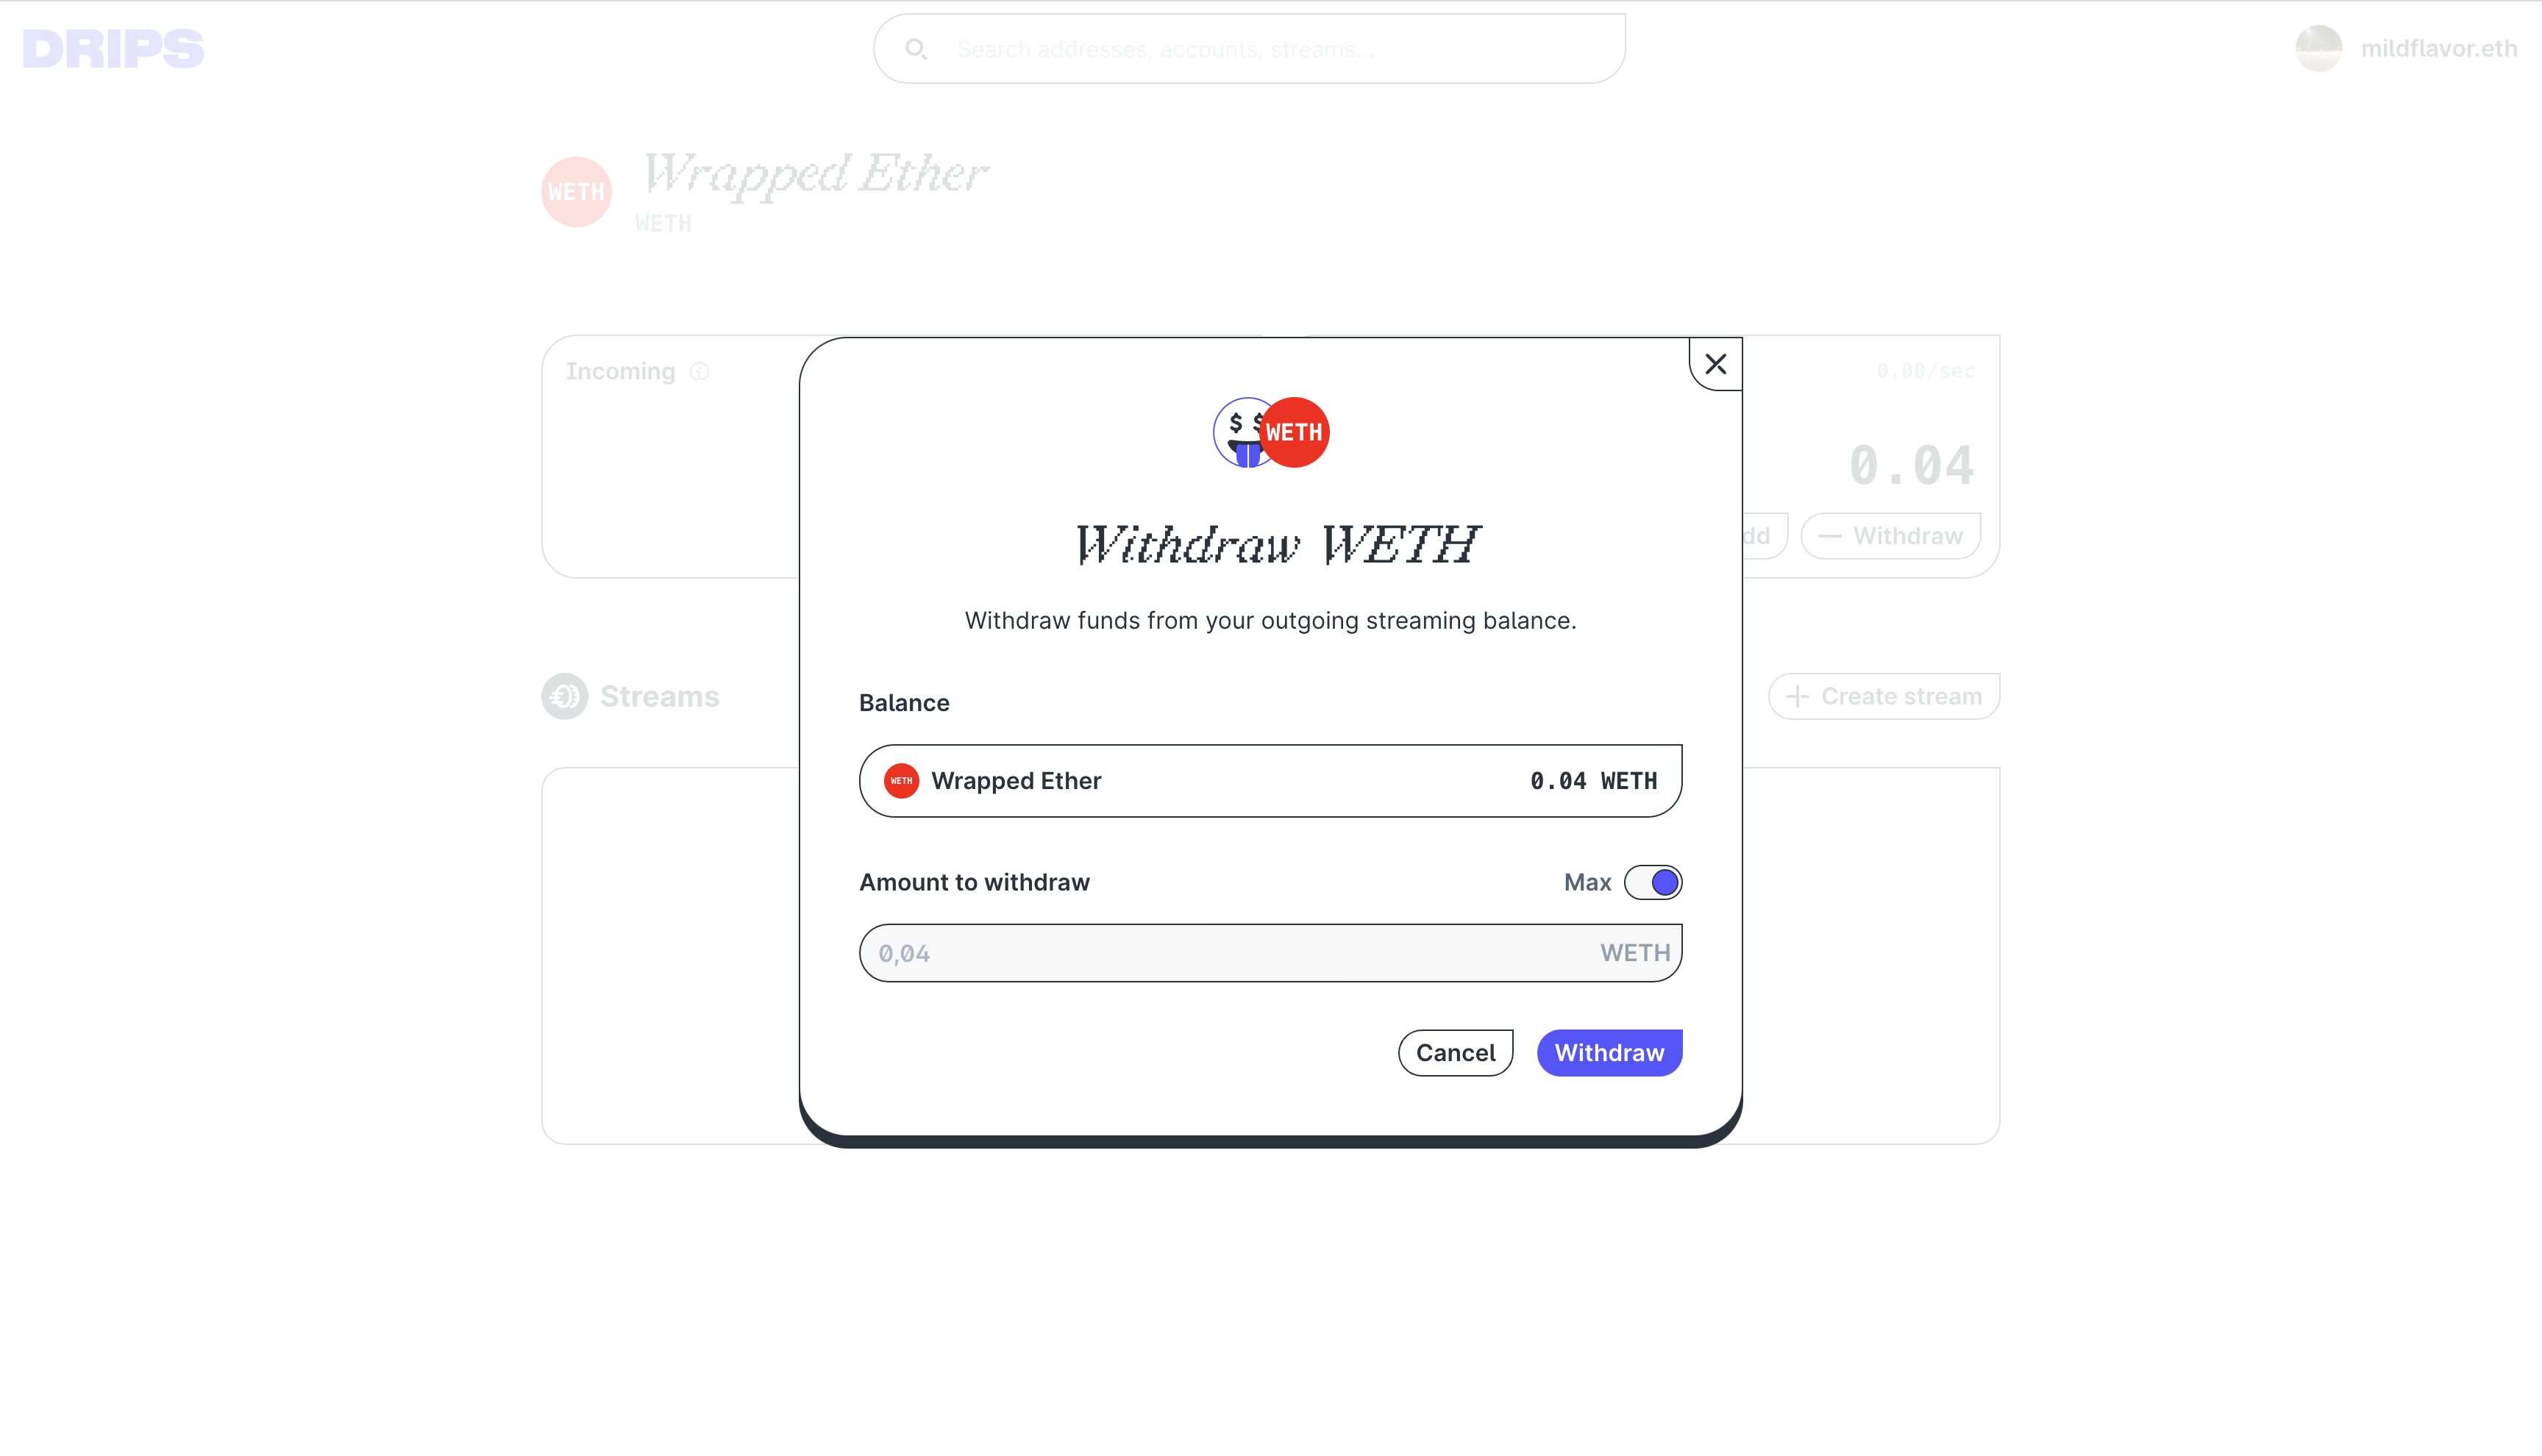 DRIPS
Search addresses, accounts, streams...
mildflavor.eth
WETH
Wrapped Ether
WETH
Incoming
0.00/sec
0.04
dd
Withdraw
$ $
WETH
Withdraw WETH
Withdraw funds from your outgoing streaming balance.
Streams
Create stream
Balance
WETH Wrapped Ether 0.04 WETH
Amount to withdraw Max
0,04 WETH
Cancel Withdraw